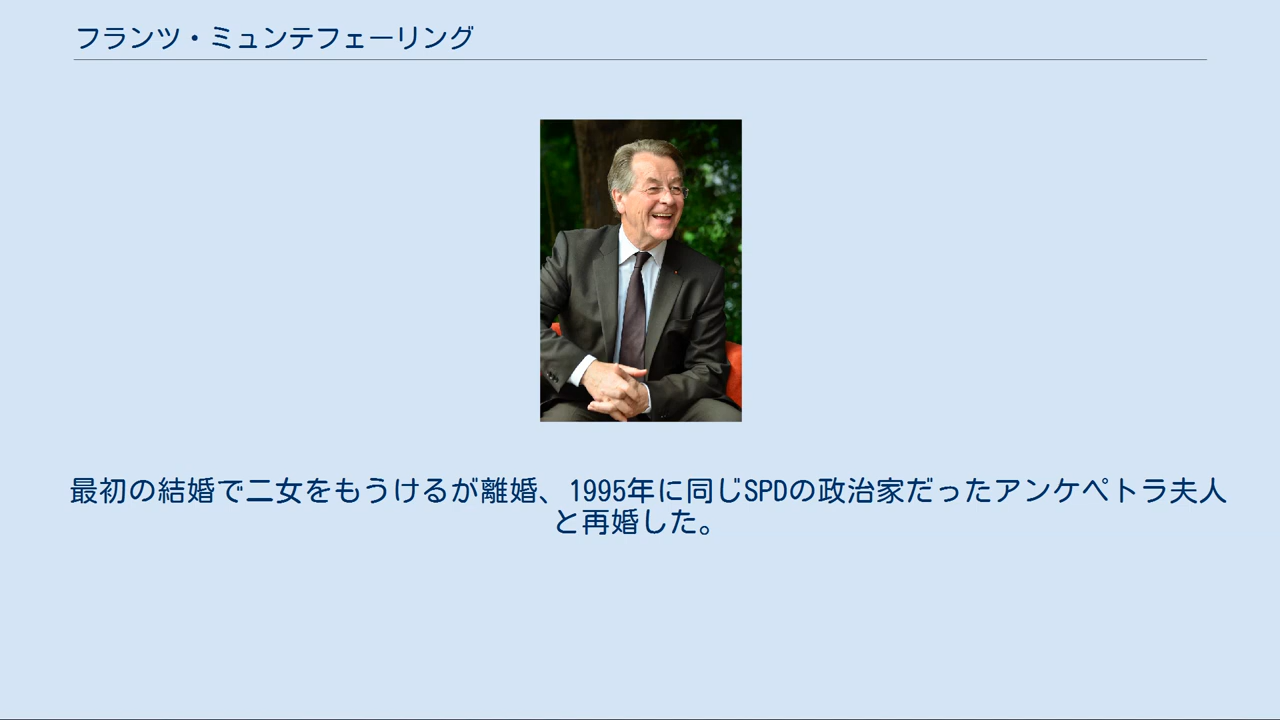 フランツ・ミュンテフェーリング
最初の結婚で二女をもうけるが離婚、1995年に同じSPDの政治家だったアンケペトラ夫人
と再婚した。